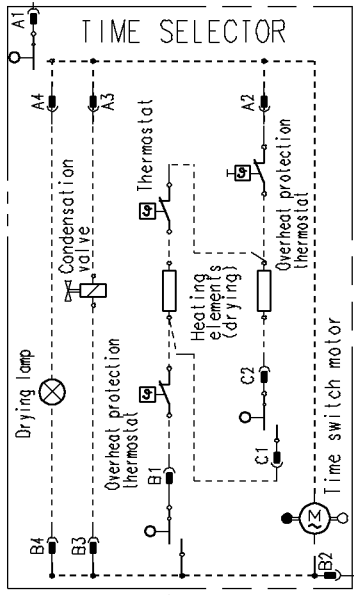 TIME SELECTOR
A1
A4
A3
A2
Thermostat
Overheat protection
thermostat
Condensation
valve
Heating
elements
(drying)
Drying lamp
Overheat protection
thermostat
C2
C1
B1
Time switch motor
M
B4
B3
B2